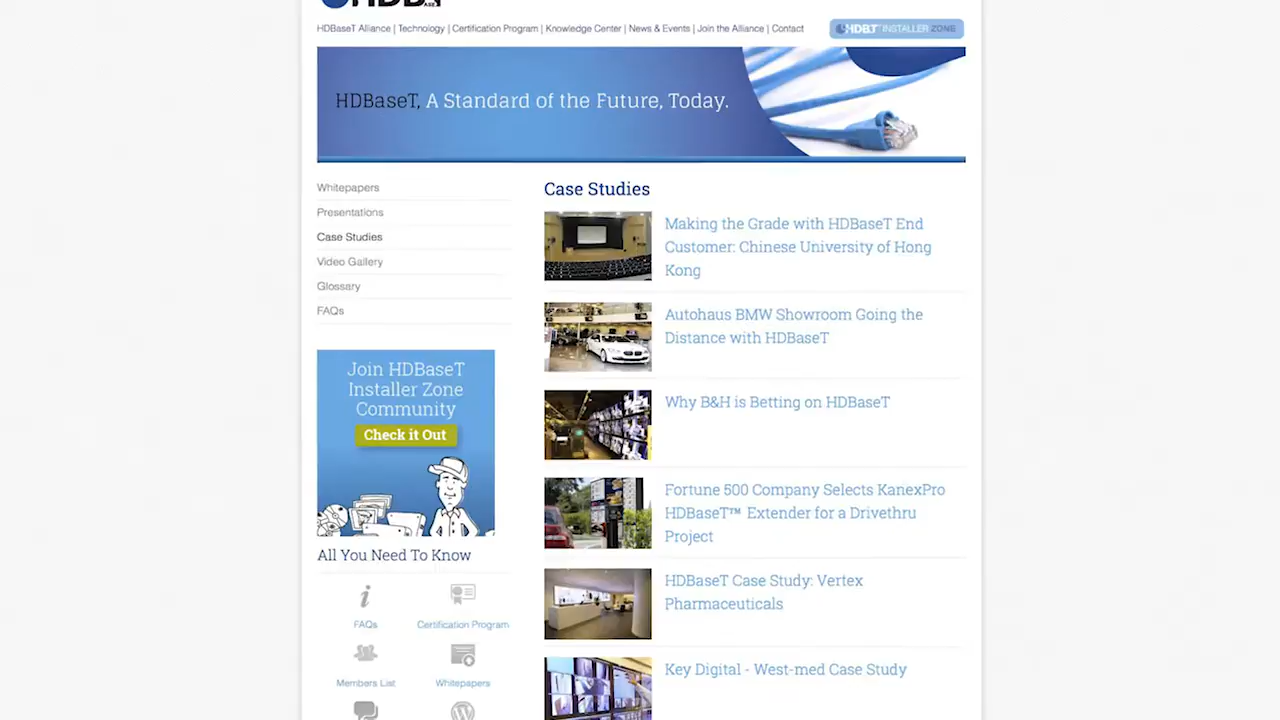 HDBaseT Alliance | Technology | Certification Program | Knowledge Center | News & Events | Join the Alliance | Contact
HDBT INSTALLER ZONE
HDBaseT, A Standard of the Future, Today.
Whitepapers
Presentations
Case Studies
Video Gallery
Glossary
FAQs
Join HDBaseT
Installer Zone
Community
Check it Out
All You Need To Know
FAQs
Certification Program
Members List
Whitepapers
Case Studies
Making the Grade with HDBaseT End
Customer: Chinese University of Hong
Kong
Autohaus BMW Showroom Going the
Distance with HDBaseT
Why B&H is Betting on HDBaseT
Fortune 500 Company Selects KanexPro
HDBaseT™ Extender for a Drivethru
Project
HDBaseT Case Study: Vertex
Pharmaceuticals
Key Digital - West-med Case Study